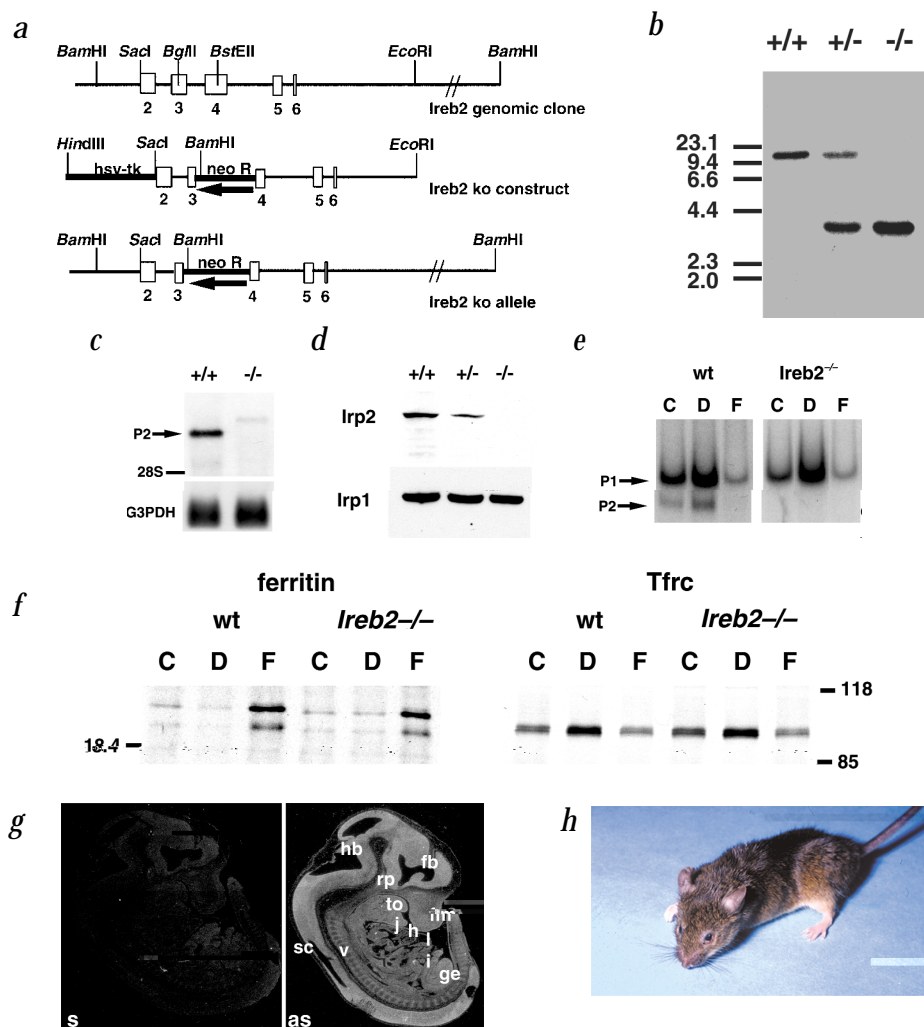 a
BamHI SacI BglII BstEII EcoRI BamHI
2 3 4 5 6
Ireb2 genomic clone
HindIII SacI BamHI EcoRI
hsv-tk neo R
2 3 4 5 6
Ireb2 ko construct
BamHI SacI BamHI BamHI
neo R
2 3 4 5 6
Ireb2 ko allele
b
+/+ +/- -/-
23.1
9.4
6.6
4.4
2.3
2.0
c
+/+ -/-
P2
28S
G3PDH
d
+/+ +/- -/-
Irp2
Irp1
e
wt Ireb2–/–
C D F C D F
P1
P2
f
ferritin Tfrc
wt Ireb2–/– wt Ireb2–/–
C D F C D F C D F C D F
118
18.4
85
g
s
hb fb
rp
to
j h l
sc v i
ge
as
h